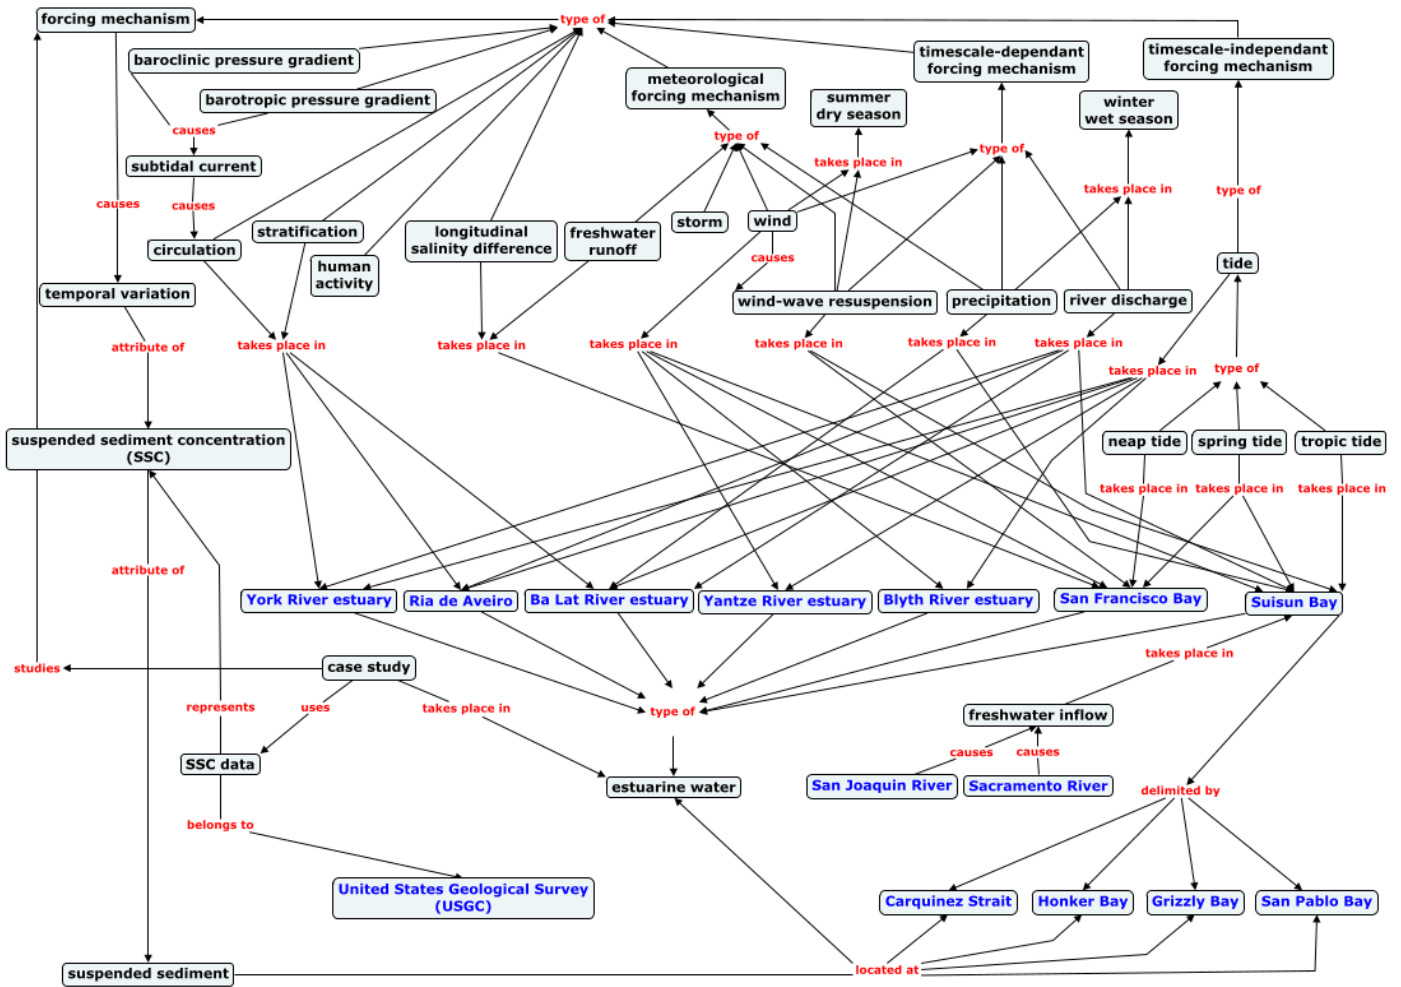 forcing mechanism
type of
baroclinic pressure gradient
timescale-dependant
forcing mechanism
timescale-independant
forcing mechanism
meteorological
forcing mechanism
barotropic pressure gradient
summer
dry season
winter
wet season
causes
type of
type of
subtidal current
takes place in
takes place in
type of
causes
causes
stratification
storm
wind
circulation
longitudinal
salinity difference
freshwater
runoff
human
activity
causes
tide
temporal variation
wind-wave resuspension
precipitation
river discharge
attribute of
takes place in
takes place in
takes place in
takes place in
takes place in
takes place in
takes place in
type of
suspended sediment concentration
(SSC)
neap tide
spring tide
tropic tide
takes place in
takes place in
takes place in
attribute of
York River estuary
Ria de Aveiro
Ba Lat River estuary
Yantze River estuary
Blyth River estuary
San Francisco Bay
Suisun Bay
studies
case study
takes place in
represents
uses
takes place in
type of
freshwater inflow
causes
causes
SSC data
estuarine water
San Joaquin River
Sacramento River
delimited by
belongs to
United States Geological Survey
(USGC)
Carquinez Strait
Honker Bay
Grizzly Bay
San Pablo Bay
suspended sediment
located at